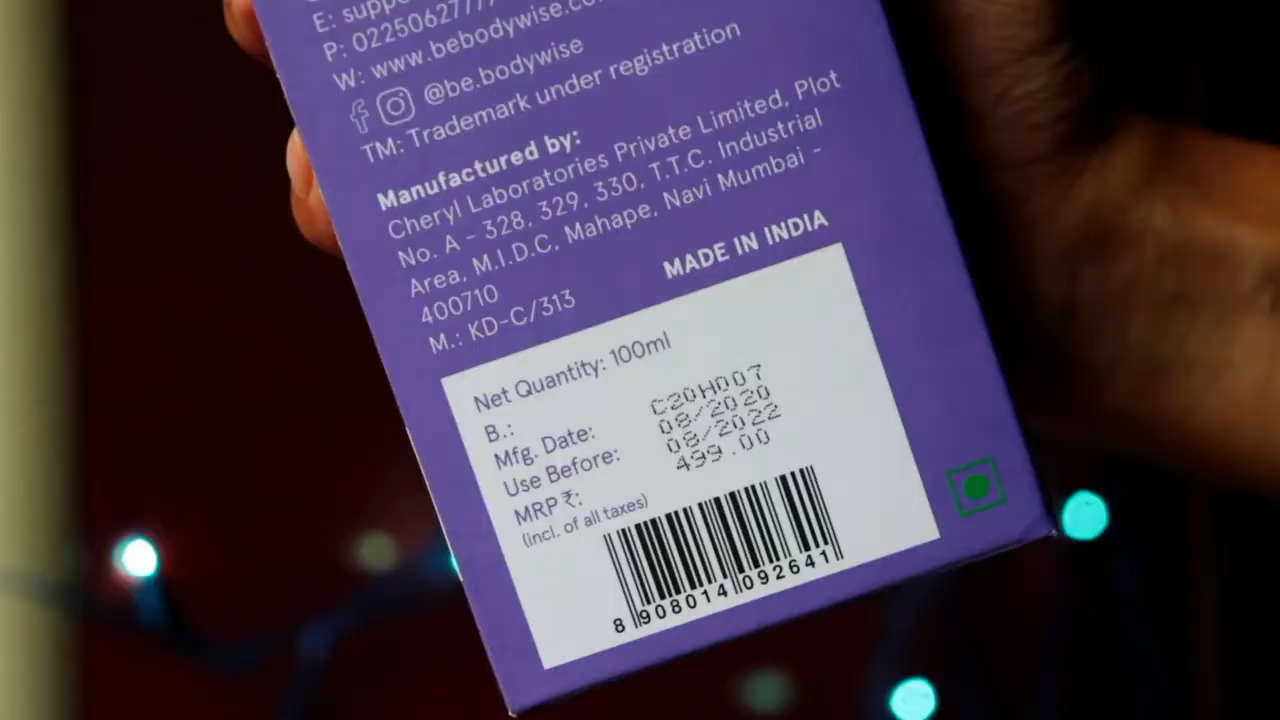 E: suppo
P: 02250627777
W: www.bebodywise.co
@be.bodywise
TM: Trademark under registration
Manufactured by:
Cheryl Laboratories Private Limited, Plot
No. A - 328, 329, 330, T.T.C. Industrial
Area, M.I.D.C, Mahape, Navi Mumbai -
400710
M.: KD-C/313
MADE IN INDIA
Net Quantity: 100ml
B.: C20H007
Mfg. Date: 08/2020
Use Before: 08/2022
MRP ₹: 499.00
(incl. of all taxes)
8 908014 092641